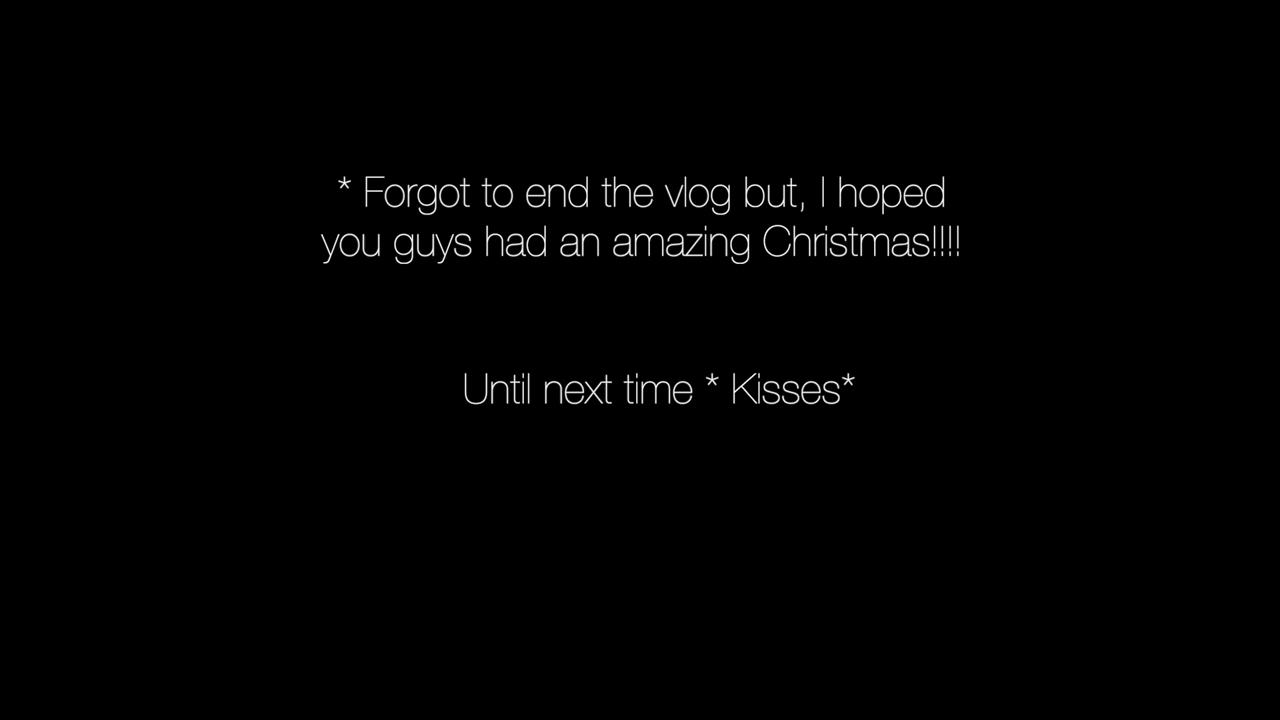 * Forgot to end the vlog but, I hoped
you guys had an amazing Christmas!!!!
Until next time * Kisses*